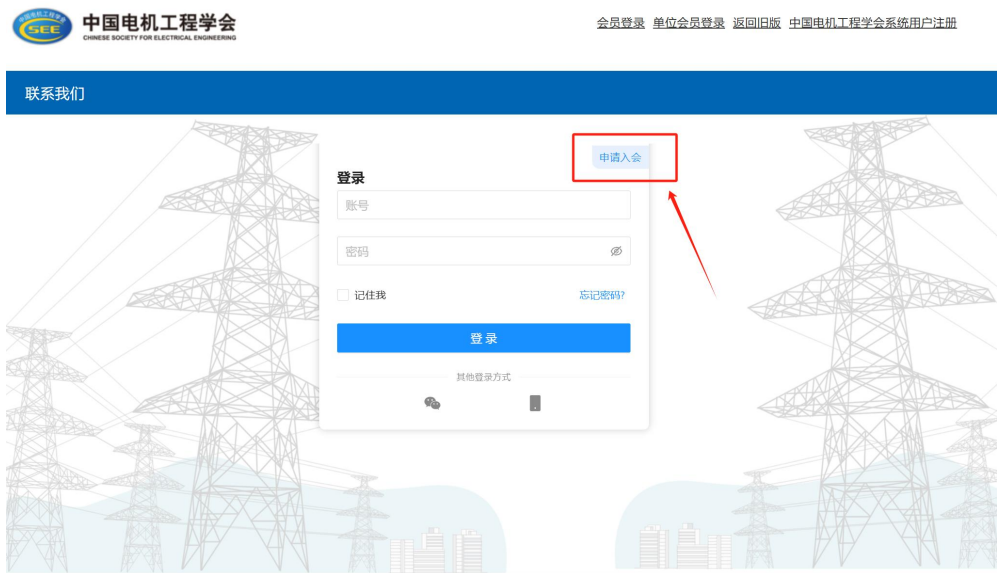 中国电机工程学会
CHINESE SOCIETY FOR ELECTRICAL ENGINEERING
CSEE
会员登录 单位会员登录 返回旧版 中国电机工程学会系统用户注册
联系我们
申请入会
登录
账号
密码
记住我 忘记密码?
登 录
其他登录方式